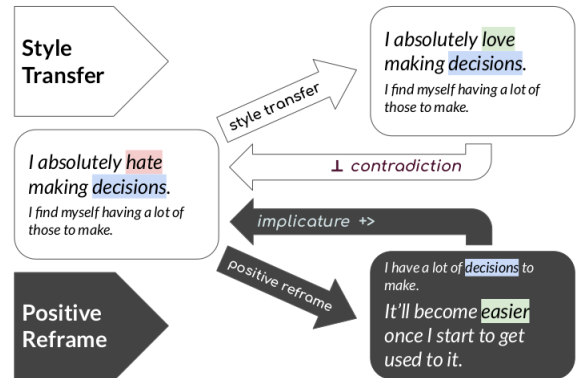 Style
Transfer
I absolutely love
making decisions.
I find myself having a lot of
those to make.
style transfer
⊥ contradiction
I absolutely hate
making decisions.
I find myself having a lot of
those to make.
implicature +>
positive reframe
Positive
Reframe
I have a lot of decisions to
make.
It'll become easier
once I start to get
used to it.